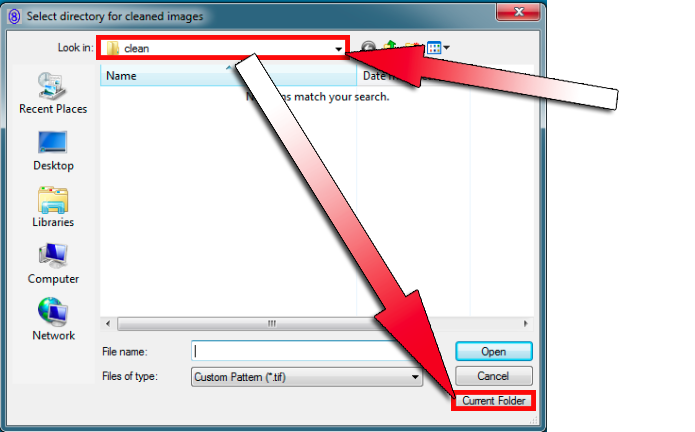 Select directory for cleaned images
Look in:
clean
Name
Date
match your search.
Recent Places
Desktop
Libraries
Computer
Network
File name:
Open
Files of type:
Custom Pattern (*.tif)
Cancel
Current Folder